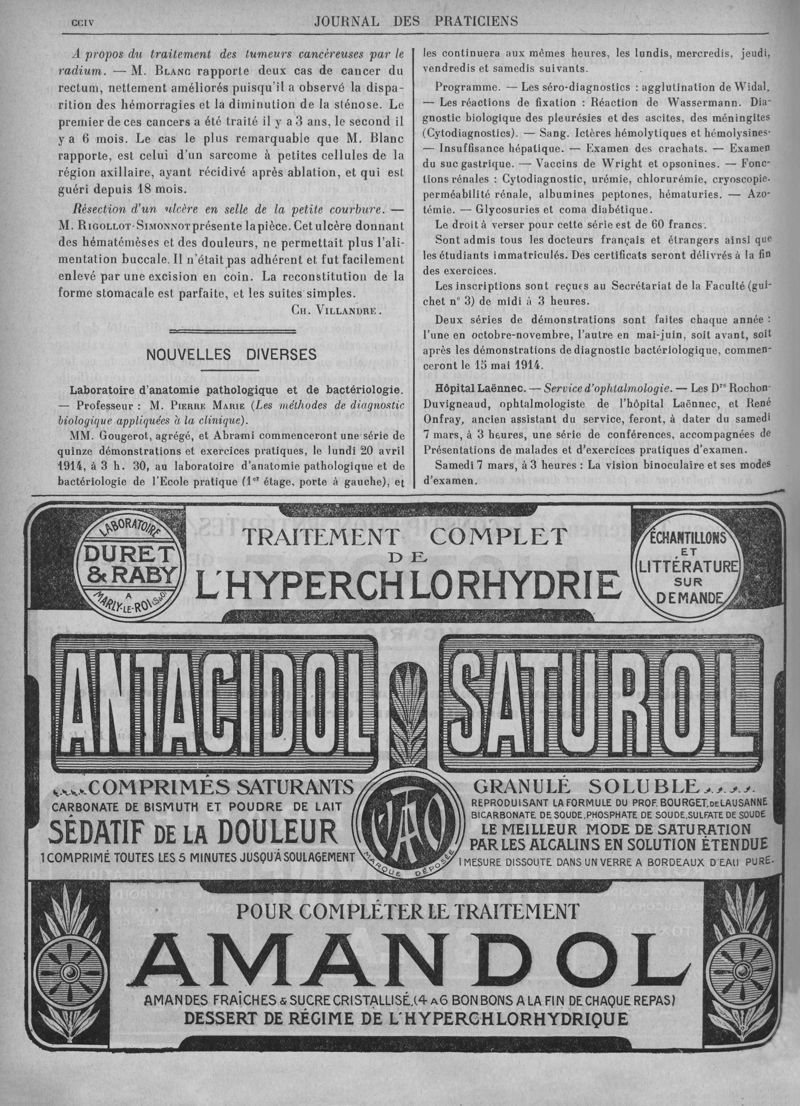 CCIV
JOURNAL DES PRATICIENS
A propos du traitement des tumeurs cancéreuses par le
radium. — M. BLANC rapporte deux cas de cancer du
rectum, nettement améliorés puisqu'il a observé la dispa-
rition des hémorragies et la diminution de la sténose. Le
premier de ces cancers a été traité il y a 3 ans, le second il
y a 6 mois. Le cas le plus remarquable que M. Blanc
rapporte, est celui d'un sarcome à petites cellules de la
région axillaire, ayant récidivé après ablation, et qui est
guéri depuis 18 mois.
Résection d'un ulcère en selle de la petite courbure. —
M. RIGOLLOT-SIMONNOT présente la pièce. Cet ulcère donnant
des hématémèses et des douleurs, ne permettait plus l'ali-
mentation buccale. Il n'était pas adhérent et fut facilement
enlevé par une excision en coin. La reconstitution de la
forme stomacale est parfaite, et les suites simples.
CH. VILLANDRE.
NOUVELLES DIVERSES
Laboratoire d'anatomie pathologique et de bactériologie.
— Professeur : M. PIERRE MARIE (Les méthodes de diagnostic
biologique appliquées à la clinique).
MM. Gougerot, agrégé, et Abrami commenceront une série de
quinze démonstrations et exercices pratiques, le lundi 20 avril
1914, à 3 h. 30, au laboratoire d'anatomie pathologique et de
bactériologie de l'Ecole pratique (1er étage, porte à gauche), et
les continuera aux mêmes heures, les lundis, mercredis, jeudi,
vendredis et samedis suivants.
Programme. — Les séro-diagnostics : agglutination de Widal.
— Les réactions de fixation : Réaction de Wassermann. Dia-
gnostic biologique des pleurésies et des ascites, des méningites
(Cytodiagnostics). — Sang. Ictères hémolytiques et hémolysines-
— Insuffisance hépatique. — Examen des crachats. — Examen
du suc gastrique. — Vaccins de Wright et opsonines. — Fonc-
tions rénales : Cytodiagnostic, urémie, chlorurémie, cryoscopie.
perméabilité rénale, albumines peptones, hématuries. — Azo-
témie. — Glycosuries et coma diabétique.
Le droit à verser pour cette série est de 60 francs.
Sont admis tous les docteurs français et étrangers ainsi que
les étudiants immatriculés. Des certificats seront délivrés à la fin
des exercices.
Les inscriptions sont reçues au Secrétariat de la Faculté (gui-
chet n° 3) de midi à 3 heures.
Deux séries de démonstrations sont faites chaque année :
l'une en octobre-novembre, l'autre en mai-juin, soit avant, soit
après les démonstrations de diagnostic bactériologique, commen-
ceront le 15 mai 1914.
Hôpital Laënnec. — Service d'ophtalmologie. — Les Drs Rochon-
Duvigneaud, ophtalmologiste de l'hôpital Laënnec, et René
Onfray, ancien assistant du service, feront, à dater du samedi
7 mars, à 3 heures, une série de conférences, accompagnées de
Présentations de malades et d'exercices pratiques d'examen.
Samedi 7 mars, à 3 heures : La vision binoculaire et ses modes
d'examen.
LABORATOIRE
DURET
& RABY
A
MARLY-LE-ROI (S&O)
TRAITEMENT COMPLET
DE
L'HYPERCHLORHYDRIE
ÉCHANTILLONS
ET
LITTÉRATURE
SUR
DEMANDE
ANTACIDOL
SATUROL
COMPRIMÉS SATURANTS
CARBONATE DE BISMUTH ET POUDRE DE LAIT
SÉDATIF DE LA DOULEUR
1 COMPRIMÉ TOUTES LES 5 MINUTES JUSQU'À SOULAGEMENT
MARQUE DÉPOSÉE
GRANULÉ SOLUBLE
REPRODUISANT LA FORMULE DU PROF. BOURGET, DE LAUSANNE
BICARBONATE DE SOUDE, PHOSPHATE DE SOUDE, SULFATE DE SOUDE
LE MEILLEUR MODE DE SATURATION
PAR LES ALCALINS EN SOLUTION ÉTENDUE
1 MESURE DISSOUTE DANS UN VERRE A BORDEAUX D'EAU PURE.
POUR COMPLÉTER LE TRAITEMENT
AMANDOL
AMANDES FRAÎCHES & SUCRE CRISTALLISÉ, (4 A 6 BONBONS A LA FIN DE CHAQUE REPAS)
DESSERT DE RÉGIME DE L'HYPERCHLORHYDRIQUE